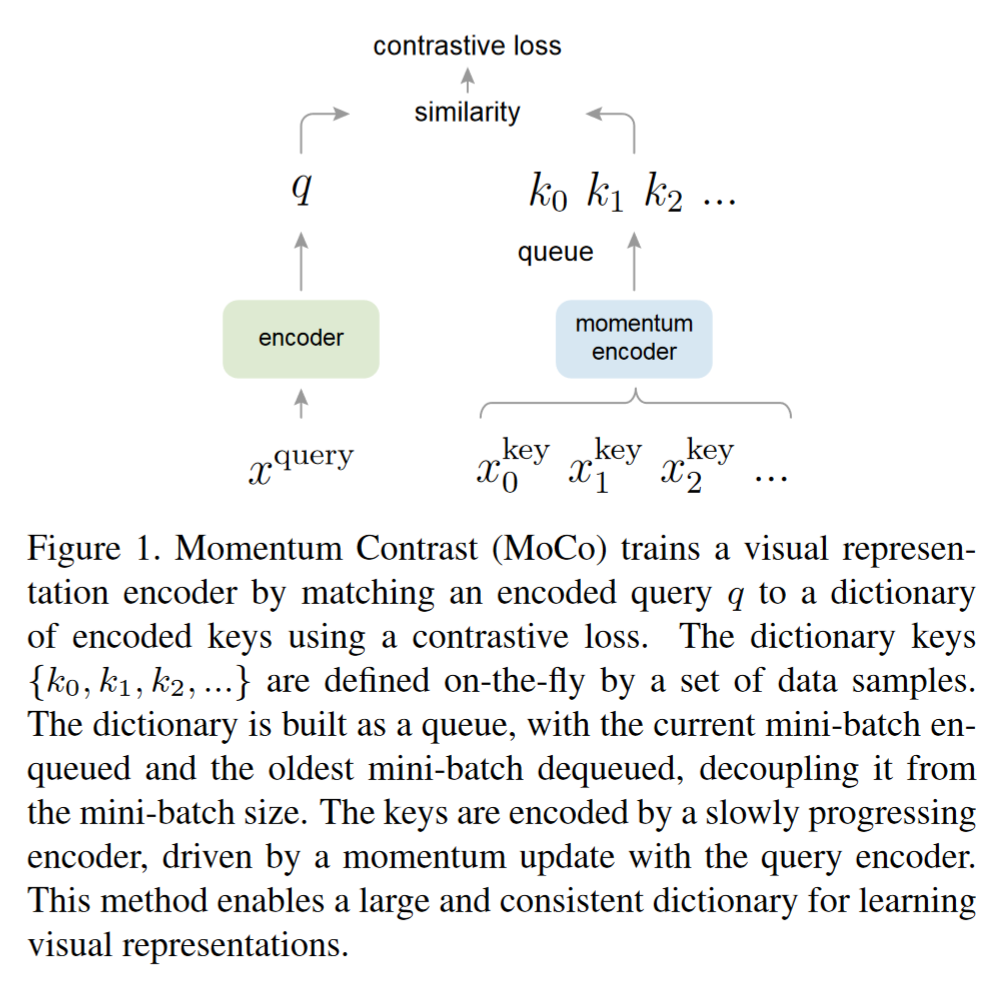 contrastive loss
similarity
q k₀ k₁ k₂ ...
queue
encoder momentum encoder
x^query x₀^key x₁^key x₂^key ...
Figure 1. Momentum Contrast (MoCo) trains a visual represen-
tation encoder by matching an encoded query q to a dictionary
of encoded keys using a contrastive loss. The dictionary keys
{k₀, k₁, k₂, ...} are defined on-the-fly by a set of data samples.
The dictionary is built as a queue, with the current mini-batch en-
queued and the oldest mini-batch dequeued, decoupling it from
the mini-batch size. The keys are encoded by a slowly progressing
encoder, driven by a momentum update with the query encoder.
This method enables a large and consistent dictionary for learning
visual representations.